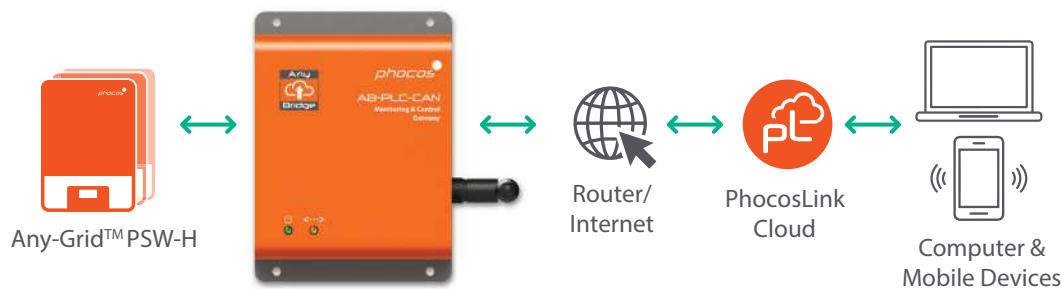 phocos
Any-Grid™ PSW-H
Any
Bridge
phocos
AB-PLC-CAN
Monitoring & Control
Gateway
<···>
Router/
Internet
pL
PhocosLink
Cloud
Computer &
Mobile Devices